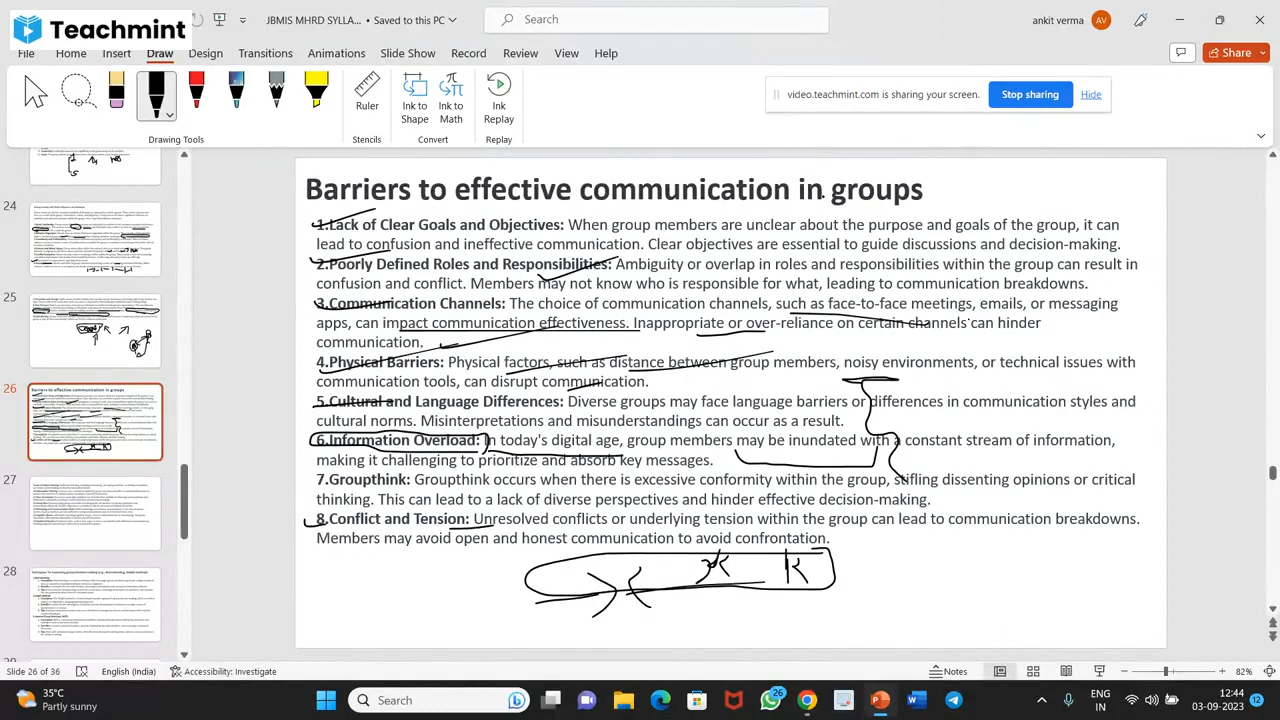 Teachmint
JBMIS MHRD SYLLA... • Saved to this PC
Search
ankit verma
AV
File Home Insert Draw Design Transitions Animations Slide Show Record Review View Help
Share
Ruler
Ink to Shape
Ink to Math
Ink Replay
Drawing Tools
Stencils
Convert
Replay
video.teachmint.com is sharing your screen.
Stop sharing
Hide
24
25
26
Barriers to effective communication in groups
27
28
Barriers to effective communication in groups
1.Lack of Clear Goals and Objectives: When group members are unclear about the purpose and goals of the group, it can
lead to confusion and ineffective communication. Clear objectives are essential to guide discussions and decision-making.
2.Poorly Defined Roles and Responsibilities: Ambiguity or overlap in roles and responsibilities within the group can result in
confusion and conflict. Members may not know who is responsible for what, leading to communication breakdowns.
3.Communication Channels: The choice of communication channels, such as face-to-face meetings, emails, or messaging
apps, can impact communication effectiveness. Inappropriate or over-reliance on certain channels can hinder
communication.
4.Physical Barriers: Physical factors, such as distance between group members, noisy environments, or technical issues with
communication tools, can disrupt communication.
5.Cultural and Language Differences: Diverse groups may face language barriers or differences in communication styles and
cultural norms. Misinterpretations and misunderstandings can occur as a result.
6.Information Overload: In today's digital age, group members may be inundated with a constant stream of information,
making it challenging to prioritize and absorb key messages.
7.Groupthink: Groupthink occurs when there is excessive conformity within the group, stifling dissenting opinions or critical
thinking. This can lead to a lack of diverse perspectives and hinder effective decision-making.
8.Conflict and Tension: Unresolved conflicts or underlying tension within the group can lead to communication breakdowns.
Members may avoid open and honest communication to avoid confrontation.
Slide 26 of 36
English (India)
Accessibility: Investigate
Notes
82%
35°C
Partly sunny
Search
26
ENG
IN
12:44
03-09-2023